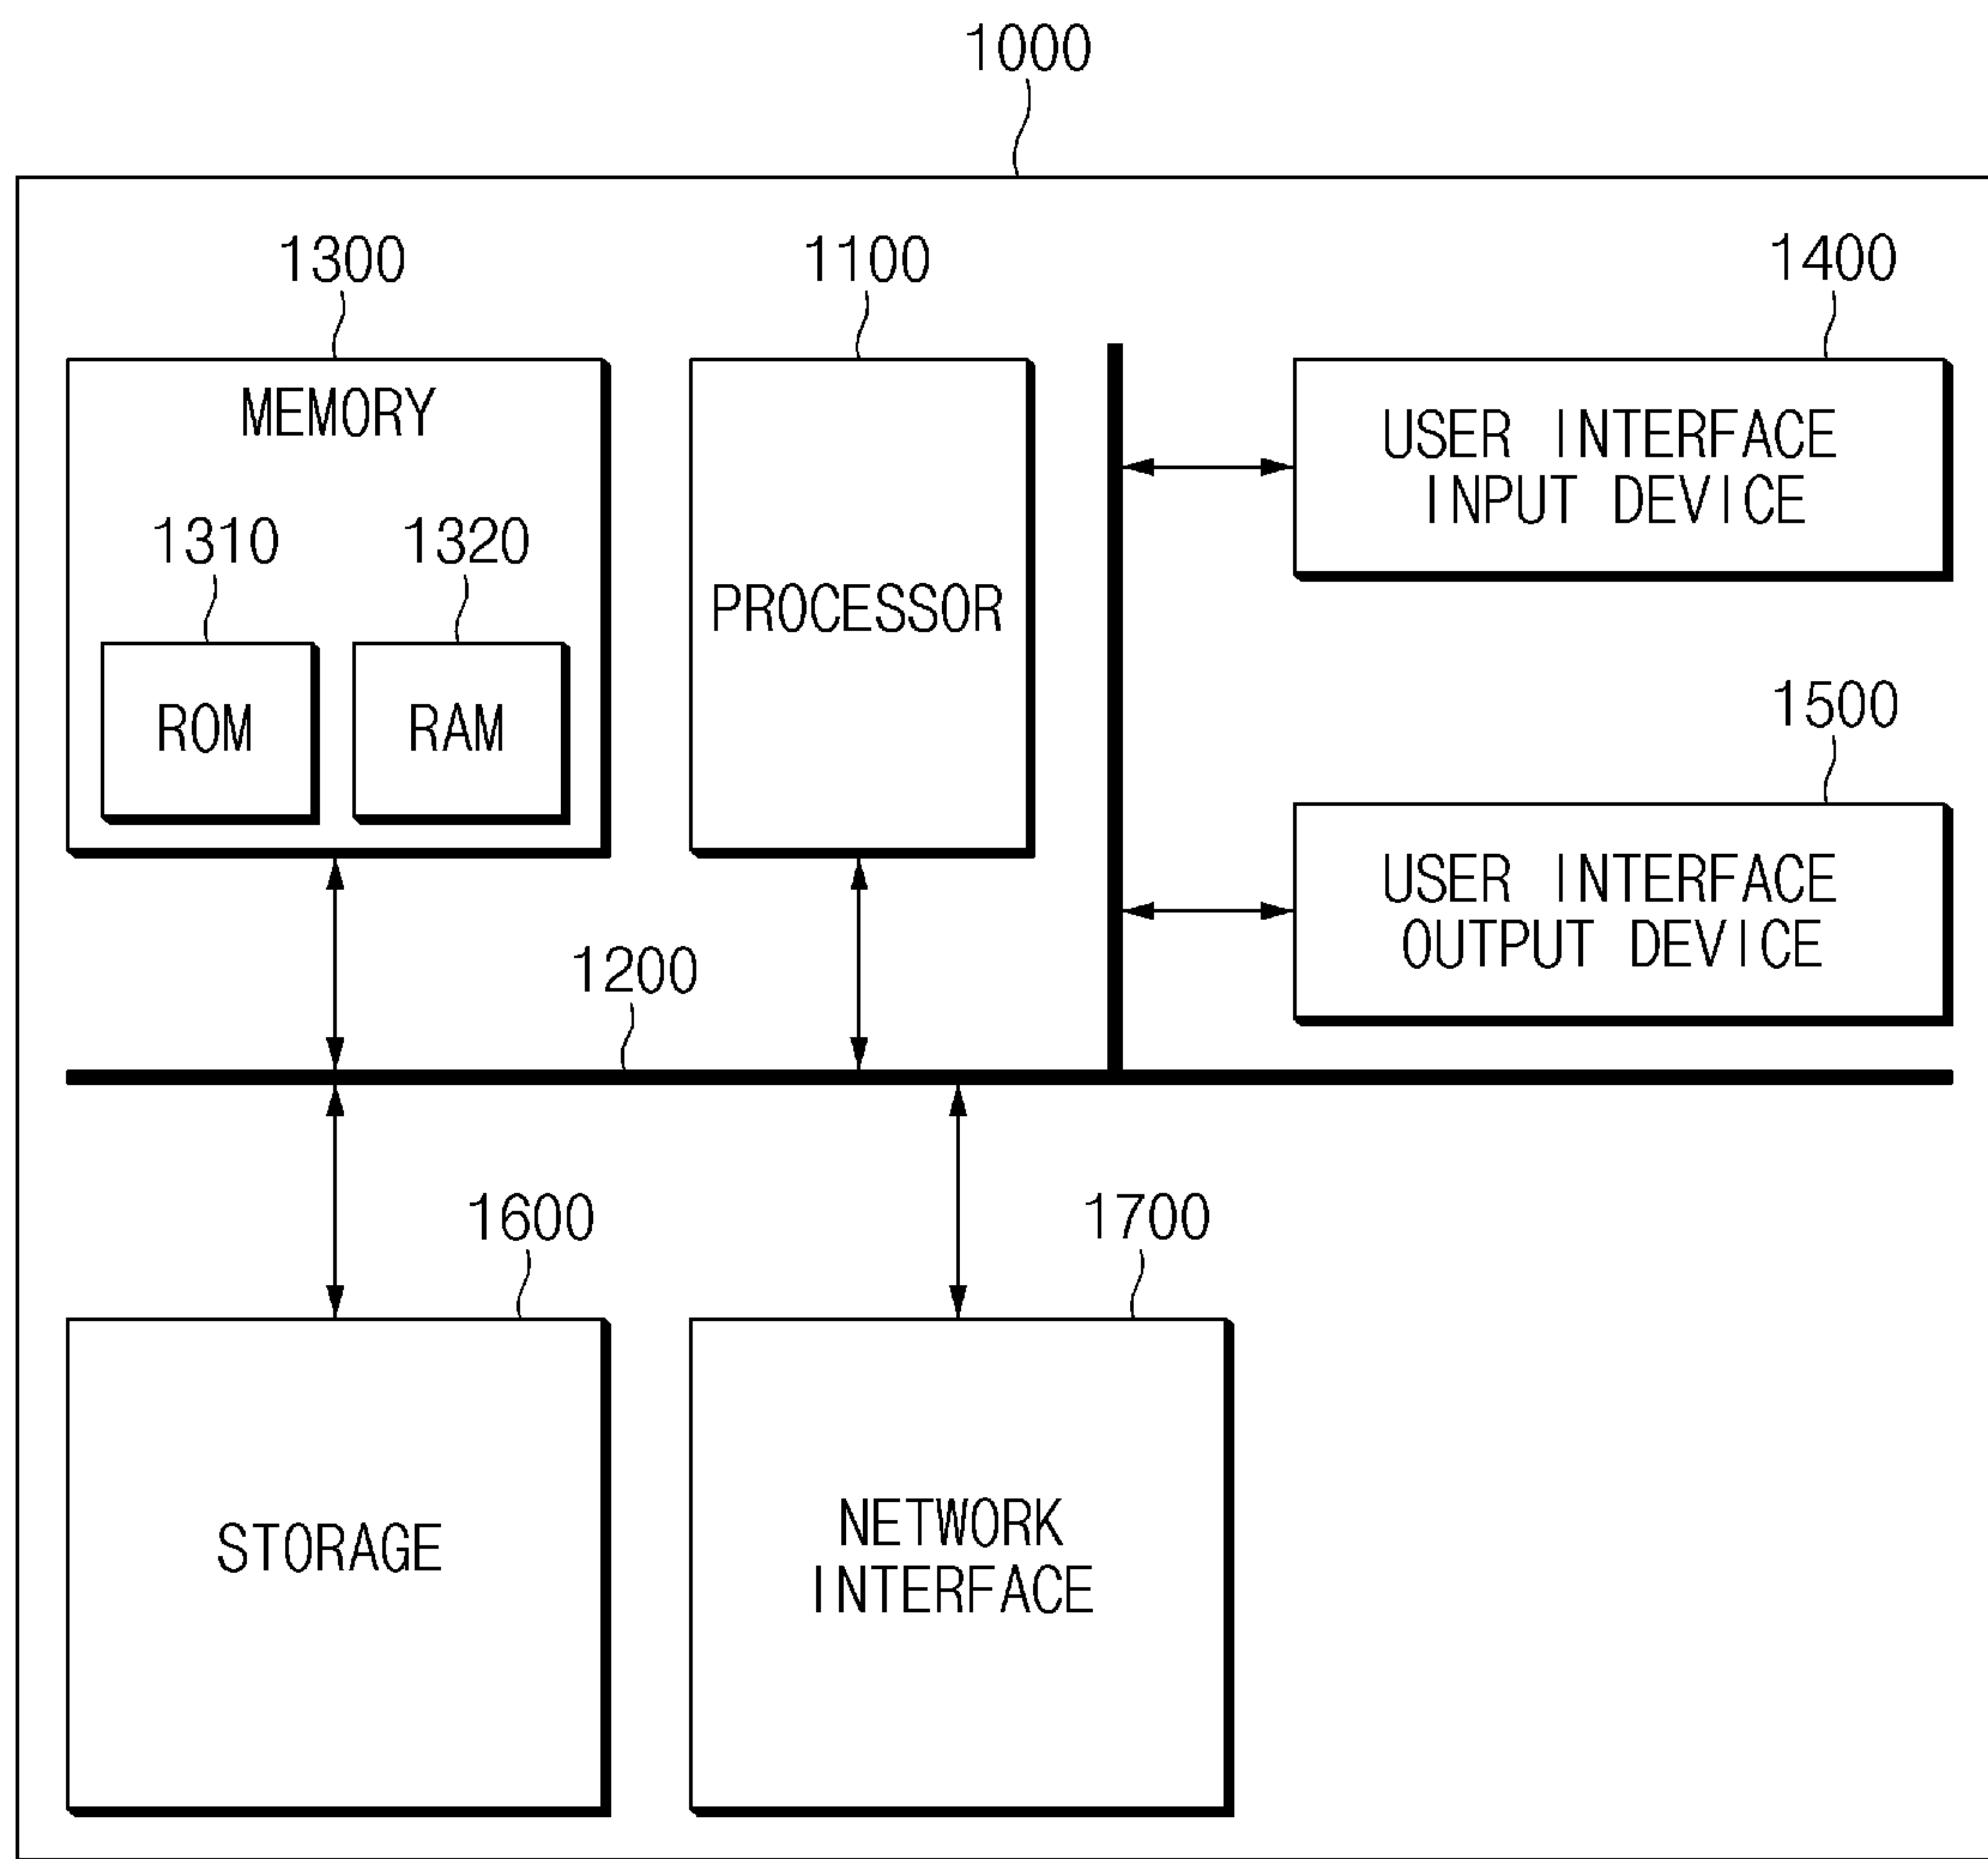 1000
1300
1100
1400
MEMORY
USER INTERFACE
INPUT DEVICE
1310
1320
PROCESSOR
ROM
RAM
1500
USER INTERFACE
OUTPUT DEVICE
1200
1600
1700
STORAGE
NETWORK
INTERFACE